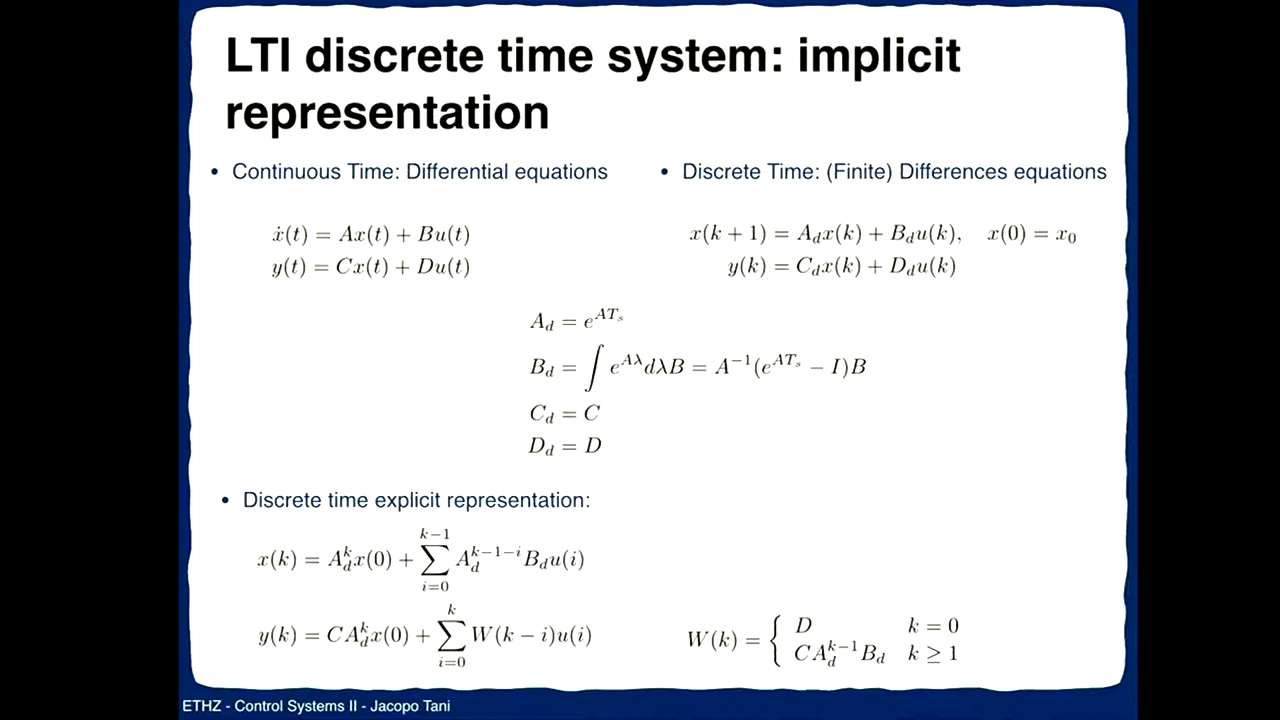 LTI discrete time system: implicit
representation
• Continuous Time: Differential equations
• Discrete Time: (Finite) Differences equations
ẋ(t) = Ax(t) + Bu(t)
y(t) = Cx(t) + Du(t)
x(k + 1) = A_d x(k) + B_d u(k),    x(0) = x_0
y(k) = C_d x(k) + D_d u(k)
A_d = e^{AT_s}
B_d = ∫ e^{Aλ} dλB = A^{-1}(e^{AT_s} − I)B
C_d = C
D_d = D
• Discrete time explicit representation:
x(k) = A_d^k x(0) + ∑_{i=0}^{k−1} A_d^{k−1−i} B_d u(i)
y(k) = CA_d^k x(0) + ∑_{i=0}^{k} W(k − i)u(i)
W(k) = { D    k = 0
CA_d^{k−1} B_d    k ≥ 1
ETHZ - Control Systems II - Jacopo Tani